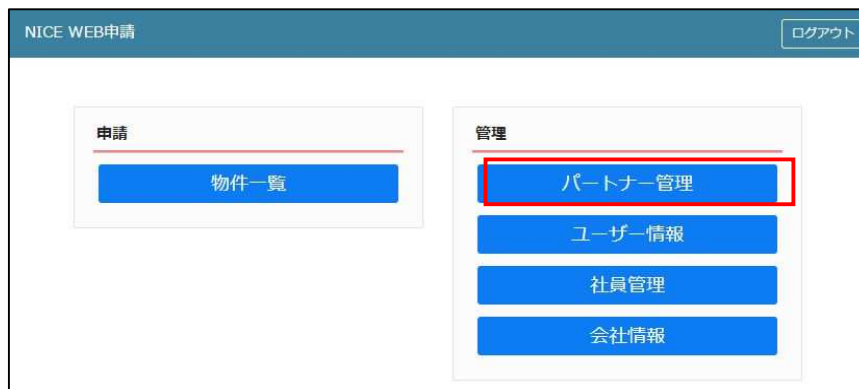 NICE WEB申請
ログアウト
申請
物件一覧
管理
パートナー管理
ユーザー情報
社員管理
会社情報